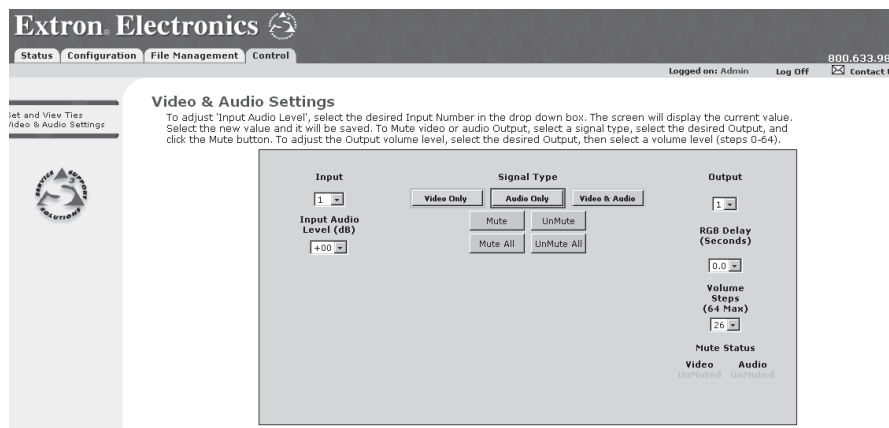 Extron® Electronics
Status Configuration File Management Control
800.633.98
Logged on: Admin Log Off Contact
Set and View Ties
Video & Audio Settings
SERVICE SUPPORT SOLUTIONS S3
Video & Audio Settings
To adjust 'Input Audio Level', select the desired Input Number in the drop down box. The screen will display the current value.
Select the new value and it will be saved. To Mute video or audio Output, select a signal type, select the desired Output, and
click the Mute button. To adjust the Output volume level, select the desired Output, then select a volume level (steps 0-64).
Input Signal Type Output
1 Video Only Audio Only Video & Audio 1
Input Audio
Level (dB)
+00
Mute UnMute
Mute All UnMute All
RGB Delay
(Seconds)
0.0
Volume
Steps
(64 Max)
26
Mute Status
Video Audio
UnMuted UnMuted